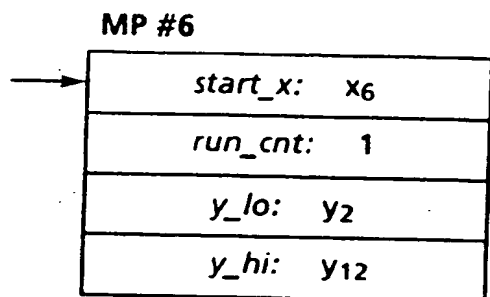 MP #6
start_x: x6
run_cnt: 1
y_lo: y2
y_hi: y12